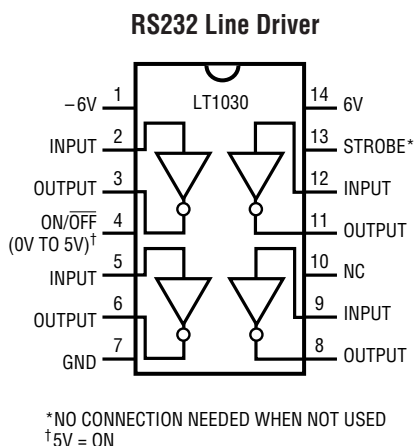 RS232 Line Driver
LT1030
–6V 1
INPUT 2
OUTPUT 3
ON/OFF 4
(0V TO 5V)†
INPUT 5
OUTPUT 6
GND 7
14 6V
13 STROBE*
12 INPUT
11 OUTPUT
10 NC
9 INPUT
8 OUTPUT
*NO CONNECTION NEEDED WHEN NOT USED
†5V = ON